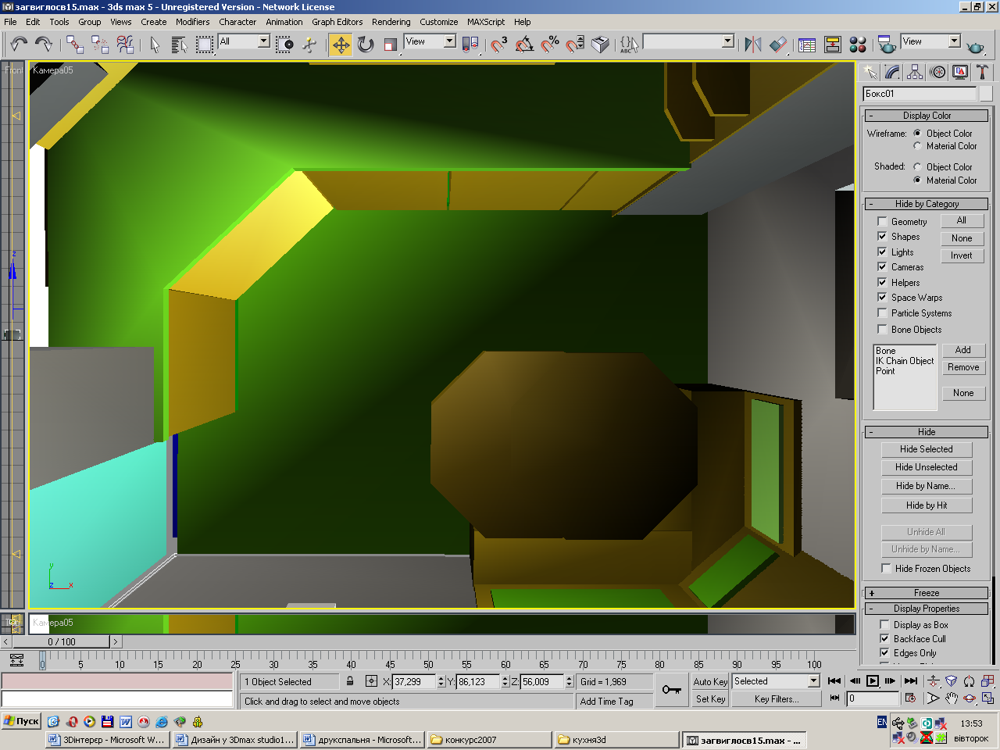 загвиглосв15.max - 3ds max 5 - Unregistered Version - Network License
File Edit Tools Group Views Create Modifiers Character Animation Graph Editors Rendering Customize MAXScript Help
All View ABC View
Front
Камера05
Бокс01
- Display Color
Wireframe: Object Color
Material Color
Shaded: Object Color
Material Color
- Hide by Category
Geometry All
Shapes None
Lights Invert
Cameras
Helpers
Space Warps
Particle Systems
Bone Objects
Bone Add
IK Chain Object Remove
Point
None
- Hide
Hide Selected
Hide Unselected
Hide by Name...
Hide by Hit
Unhide All
Unhide by Name...
Hide Frozen Objects
+ Freeze
- Display Properties
Display as Box
Backface Cull
Edges Only
z
y
z x
Камера05
< 0 / 100 >
0 5 10 15 20 25 30 35 40 45 50 55 60 65 70 75 80 85 90 95 100
1 Object Selected X: 37,299 Y: 86,123 Z: 56,009 Grid = 1,969 Auto Key Selected
Click and drag to select and move objects Add Time Tag Set Key Key Filters... 0
Пуск EN 13:53
3Dінтерєр - Microsoft W... Дизайн у 3Dmax studio1... друкспальня - Microsoft... конкурс2007 кухня3d загвиглосв15.max - ... вівторок